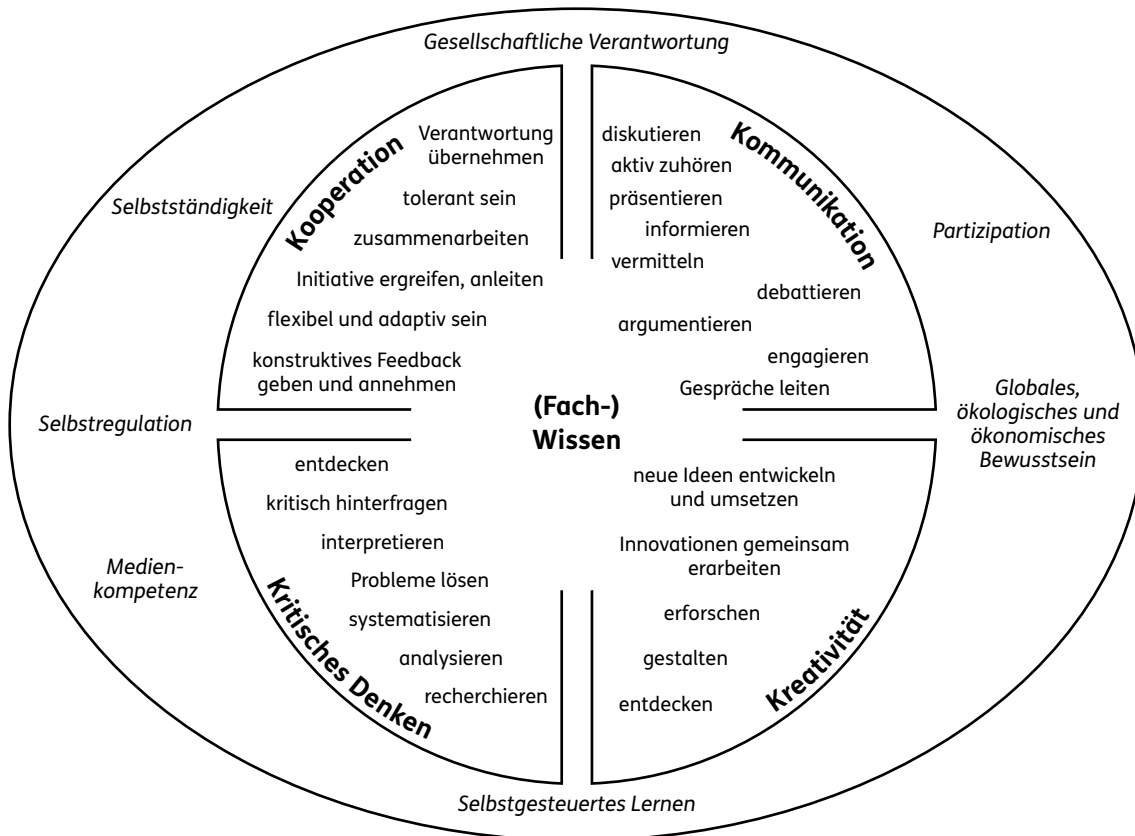 Gesellschaftliche Verantwortung
Selbstständigkeit
Selbstregulation
Medien-
kompetenz
Kooperation
Verantwortung
übernehmen
tolerant sein
zusammenarbeiten
Initiative ergreifen, anleiten
flexibel und adaptiv sein
konstruktives Feedback
geben und annehmen
Kommunikation
diskutieren
aktiv zuhören
präsentieren
informieren
vermitteln
debattieren
argumentieren
engagieren
Gespräche leiten
(Fach-)
Wissen
Kritisches Denken
entdecken
kritisch hinterfragen
interpretieren
Probleme lösen
systematisieren
analysieren
recherchieren
Kreativität
neue Ideen entwickeln
und umsetzen
Innovationen gemeinsam
erarbeiten
erforschen
gestalten
entdecken
Partizipation
Globales,
ökologisches und
ökonomisches
Bewusstsein
Selbstgesteuertes Lernen